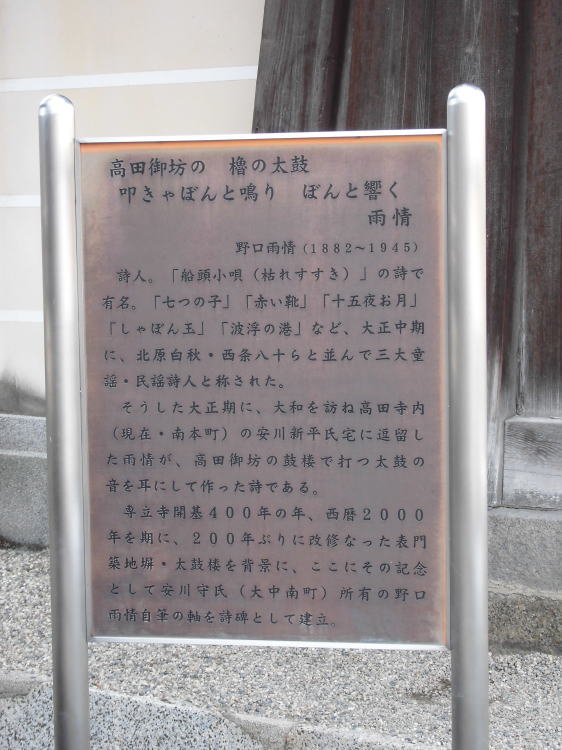 高田御坊の　櫓の太鼓
叩きゃぼんと鳴り　ぼんと響く
雨情
野口雨情（1882～1945）
詩人。「船頭小唄（枯れすすき）」の詩で
有名。「七つの子」「赤い靴」「十五夜お月」
「しゃぼん玉」「波浮の港」など、大正中期
に、北原白秋・西条八十らと並んで三大童
謡・民謡詩人と称された。
そうした大正期に、大和を訪ね高田寺内
（現在・南本町）の安川新平氏宅に逗留し
た雨情が、高田御坊の鼓楼で打つ太鼓の
音を耳にして作った詩である。
専立寺開基４００年の年、西暦２０００
年を期に、２００年ぶりに改修なった表門
築地塀・太鼓楼を背景に、ここにその記念
として安川守氏（大中南町）所有の野口
雨情自筆の軸を詩碑として建立。